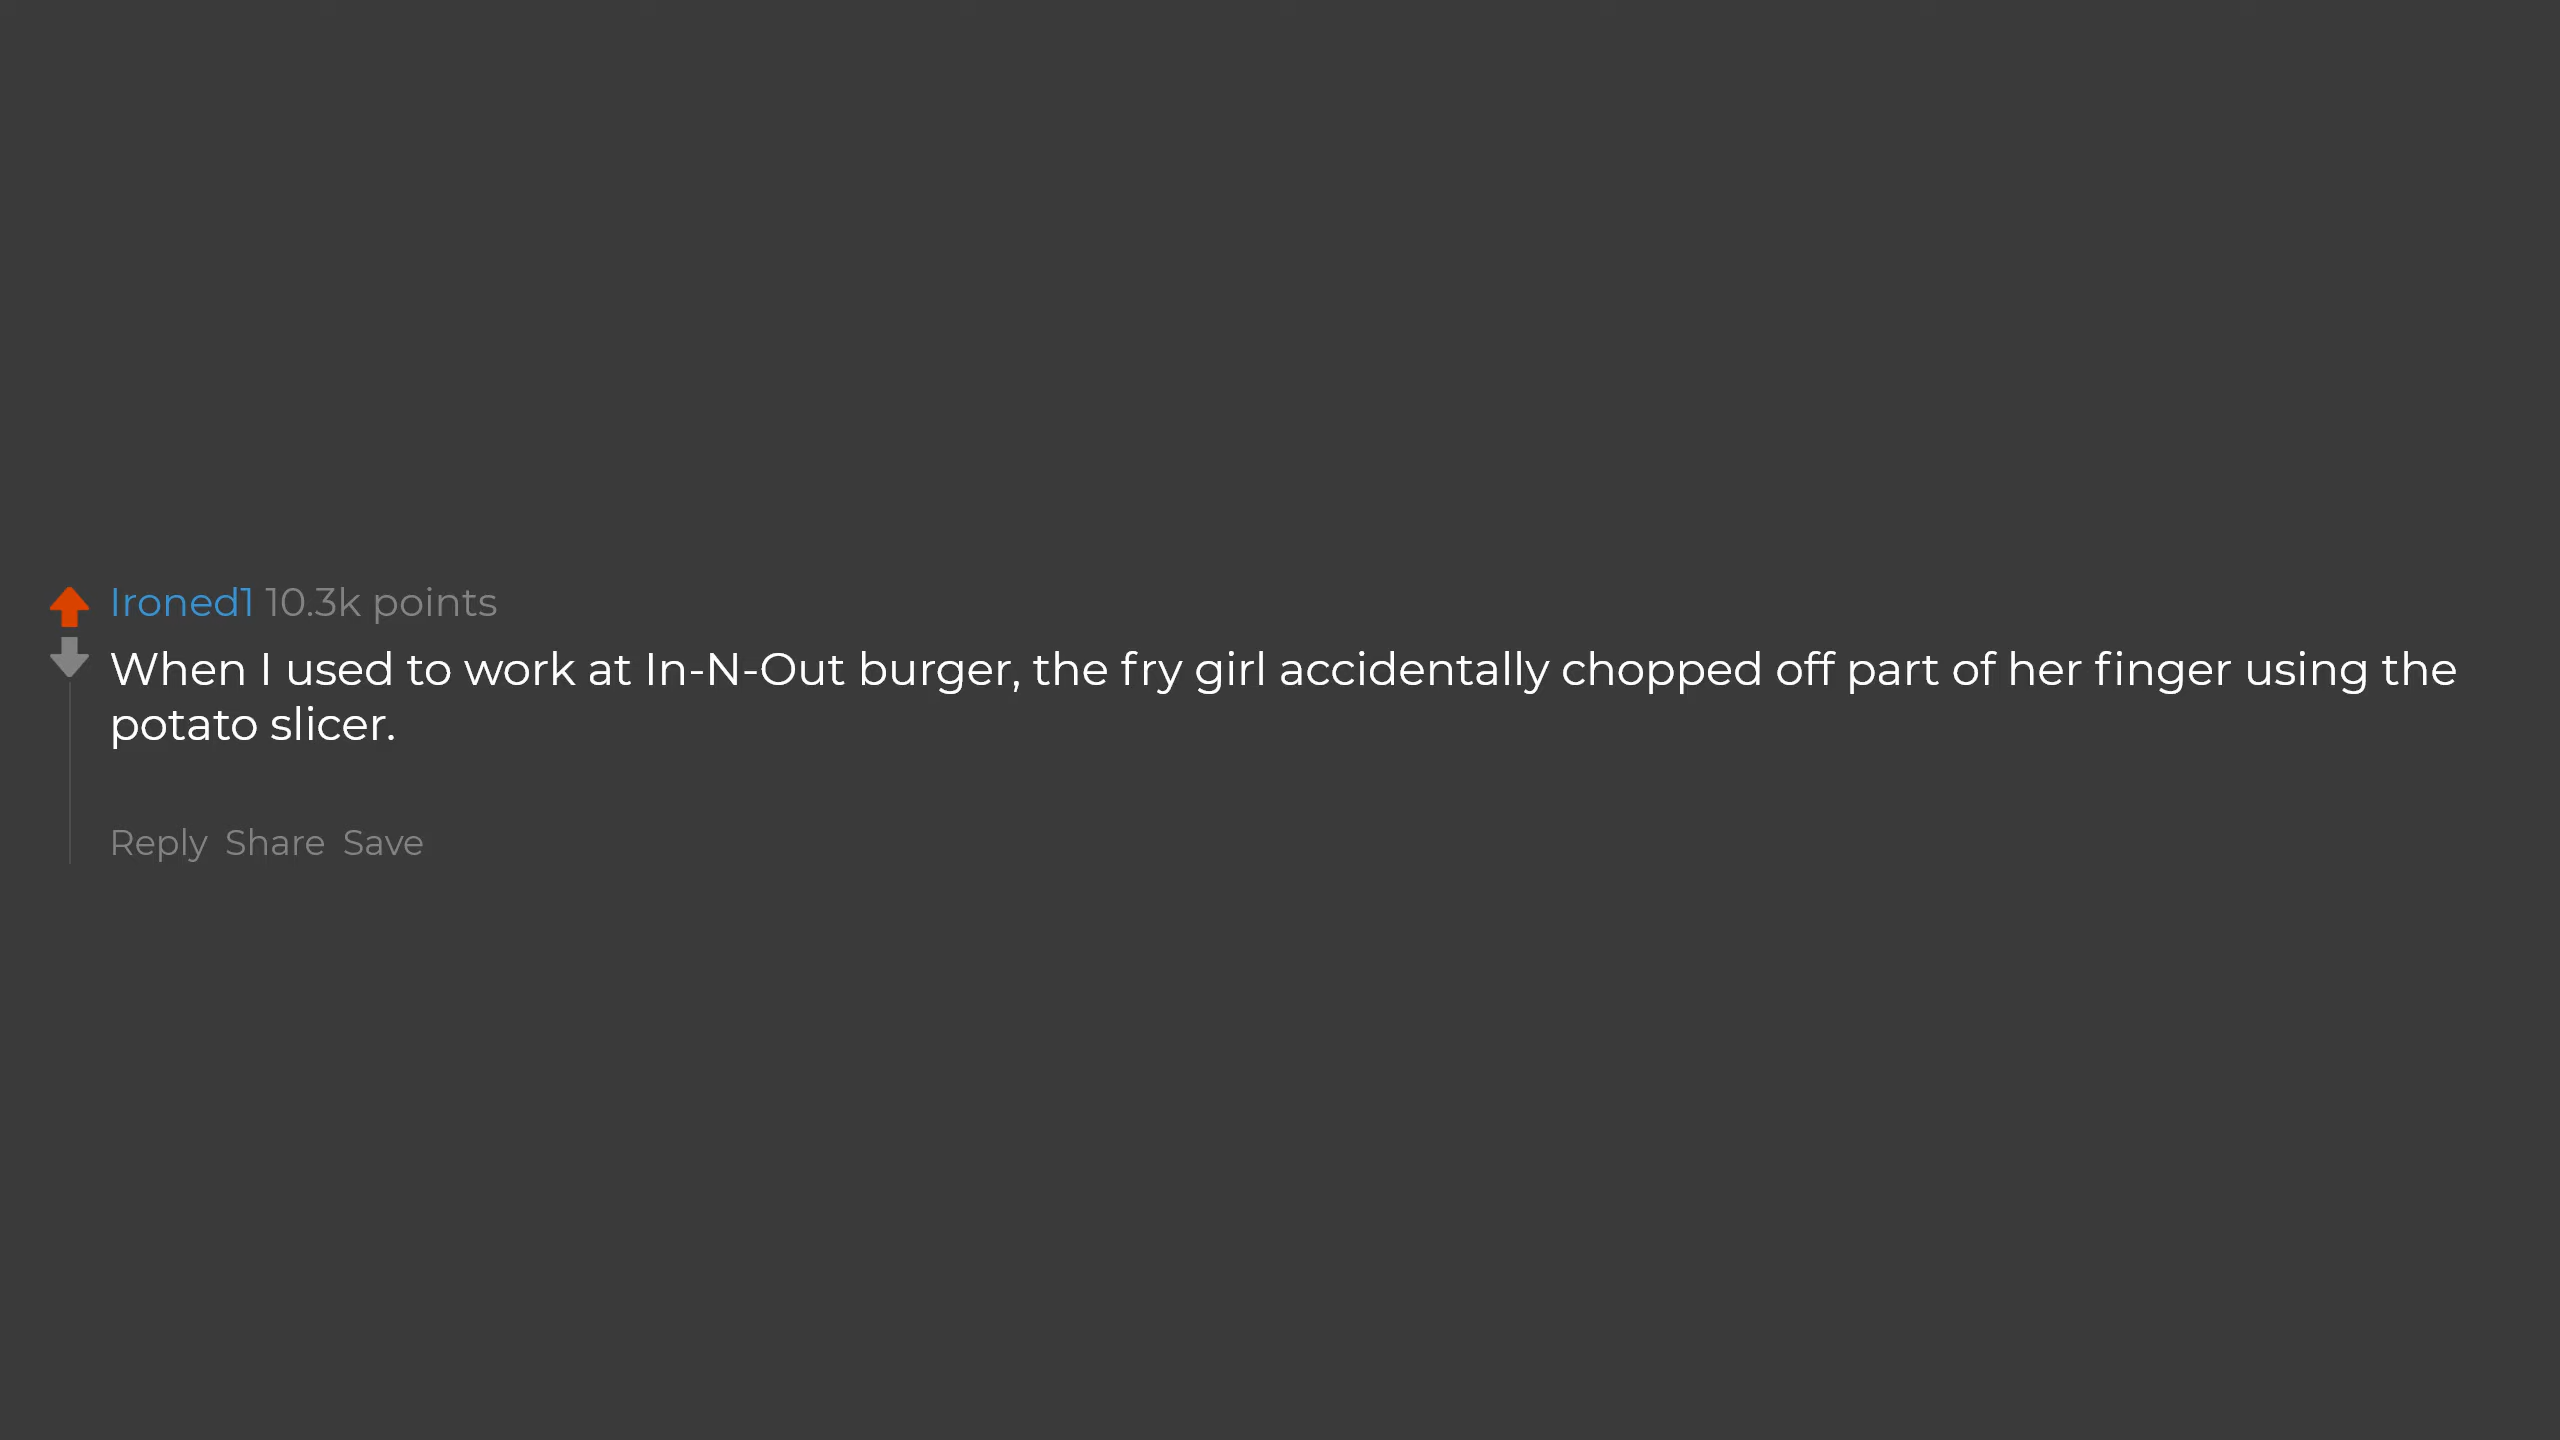 Ironed1 10.3k points
When I used to work at In-N-Out burger, the fry girl accidentally chopped off part of her finger using the
potato slicer.
Reply Share Save